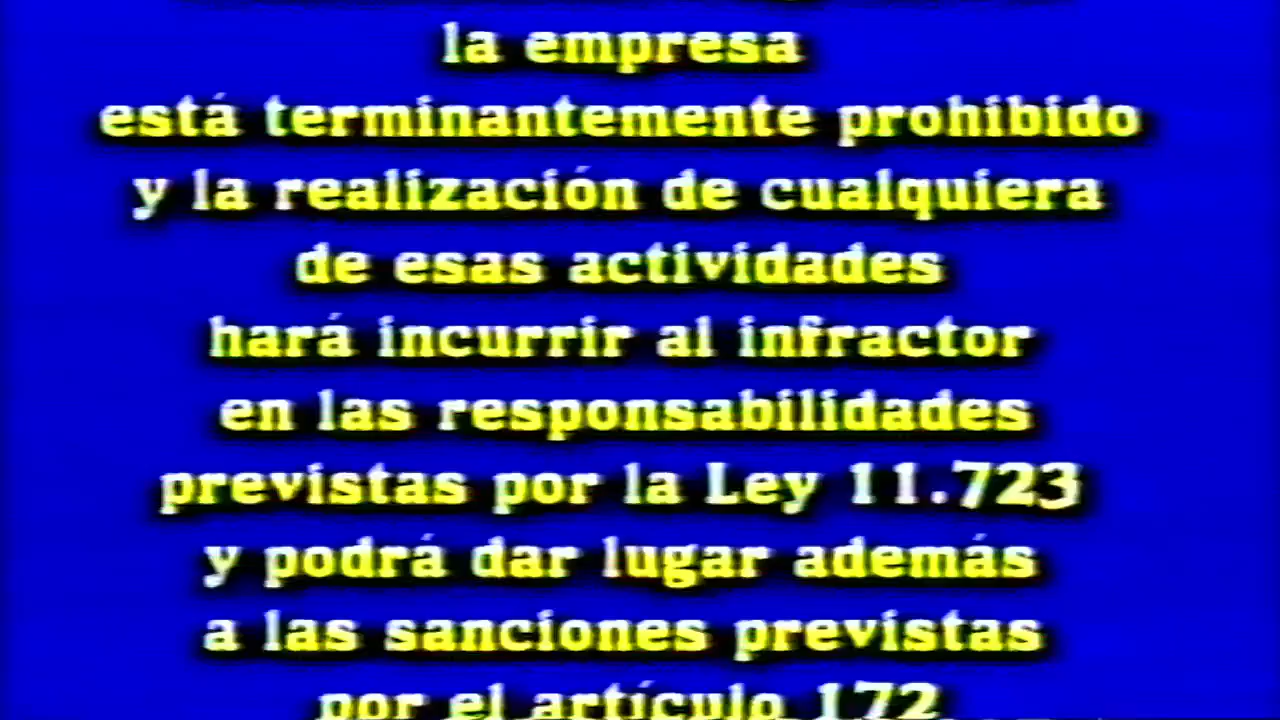 la empresa
está terminantemente prohibido
y la realización de cualquiera
de esas actividades
hará incurrir al infractor
en las responsabilidades
previstas por la Ley 11.723
y podrá dar lugar además
a las sanciones previstas
por el artículo 172